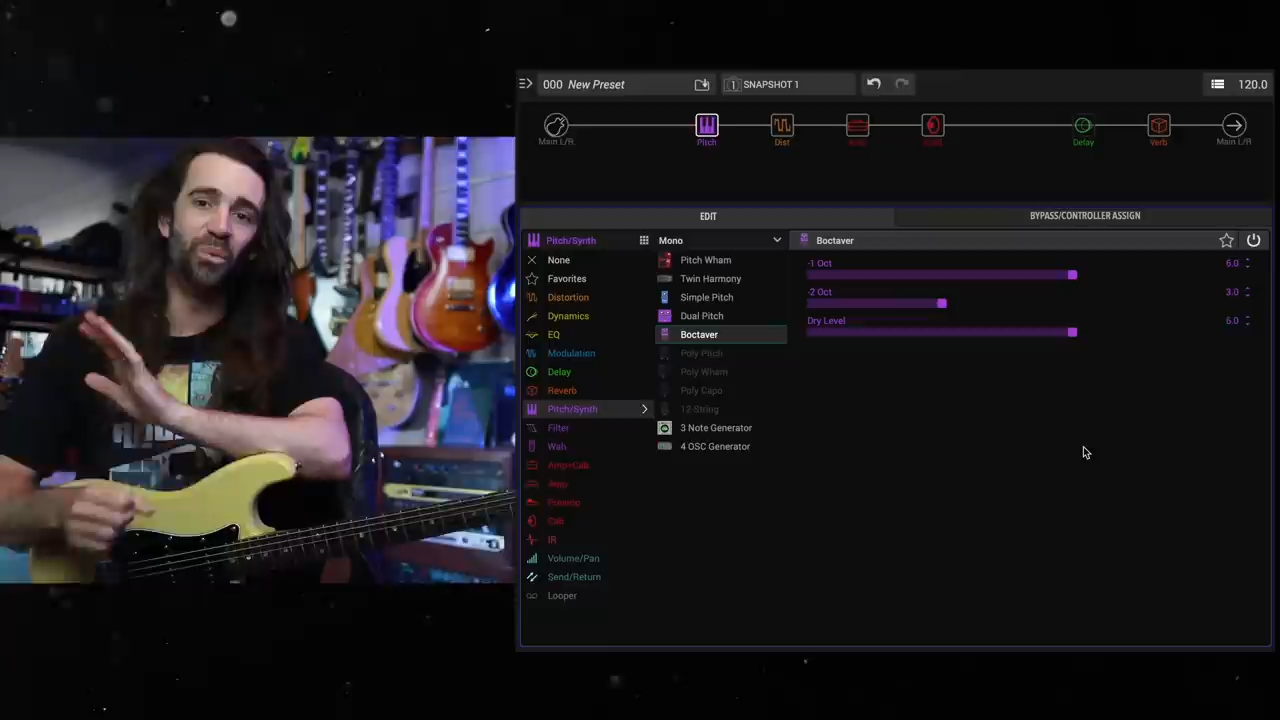 000 New Preset
1 SNAPSHOT 1
120.0
Main L/R
Pitch
Dist
Delay
Verb
Main L/R
EDIT
BYPASS/CONTROLLER ASSIGN
Pitch/Synth
None
Favorites
Distortion
Dynamics
EQ
Modulation
Delay
Reverb
Pitch/Synth
Filter
Wah
Amp+Cab
Amp
Preamp
Cab
IR
Volume/Pan
Send/Return
Looper
Mono
Pitch Wham
Twin Harmony
Simple Pitch
Dual Pitch
Boctaver
Poly Pitch
Poly Wham
Poly Capo
12-String
3 Note Generator
4 OSC Generator
Boctaver
-1 Oct 6.0
-2 Oct 3.0
Dry Level 6.0